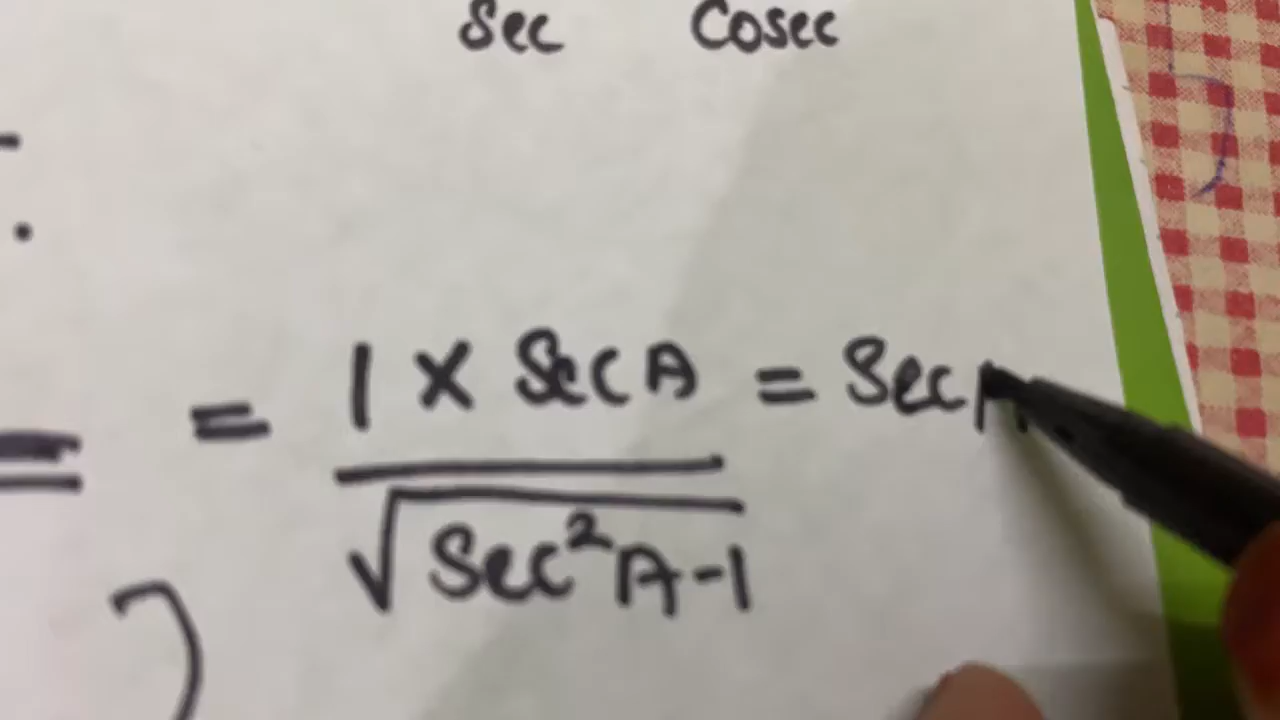 Sec Cosec
= 1 × Sec A = Sec A
√Sec²A-1